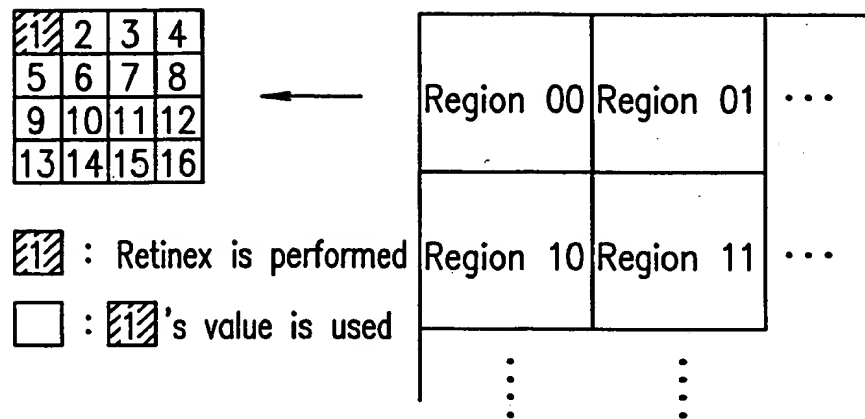 1 2 3 4
5 6 7 8
9 10 11 12
13 14 15 16
Region 00 Region 01 ...
1 : Retinex is performed
Region 10 Region 11 ...
: 1's value is used